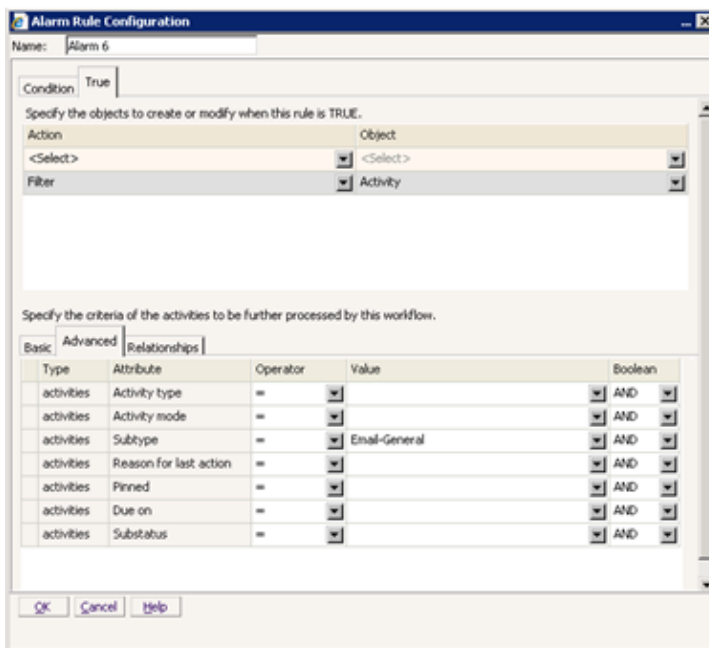 Alarm Rule Configuration
Name: Alarm 6
Condition True
Specify the objects to create or modify when this rule is TRUE.
Action Object
<Select> <Select>
Filter Activity
Specify the criteria of the activities to be further processed by this workflow.
Basic Advanced Relationships
Type Attribute Operator Value Boolean
activities Activity type = AND
activities Activity mode = AND
activities Subtype = Email-General AND
activities Reason for last action = AND
activities Pinned = AND
activities Due on = AND
activities Substatus = AND
OK Cancel Help